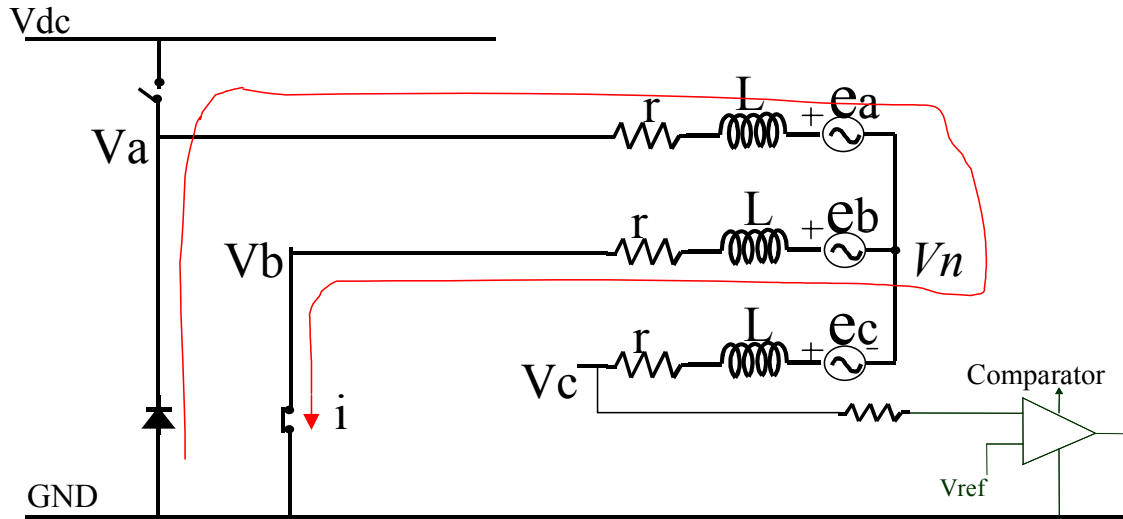 Vdc
r
L
+
ea
Va
r
L
+
eb
Vb
Vn
r
L
+
ec
-
Vc
Comparator
i
Vref
GND